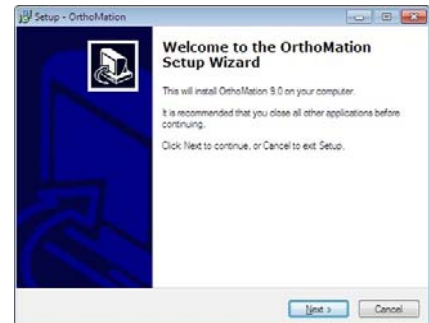 Setup - OrthoMation
Welcome to the OrthoMation
Setup Wizard
This will install OrthoMation 9.0 on your computer.
It is recommended that you close all other applications before
continuing.
Click Next to continue, or Cancel to exit Setup.
Next >
Cancel